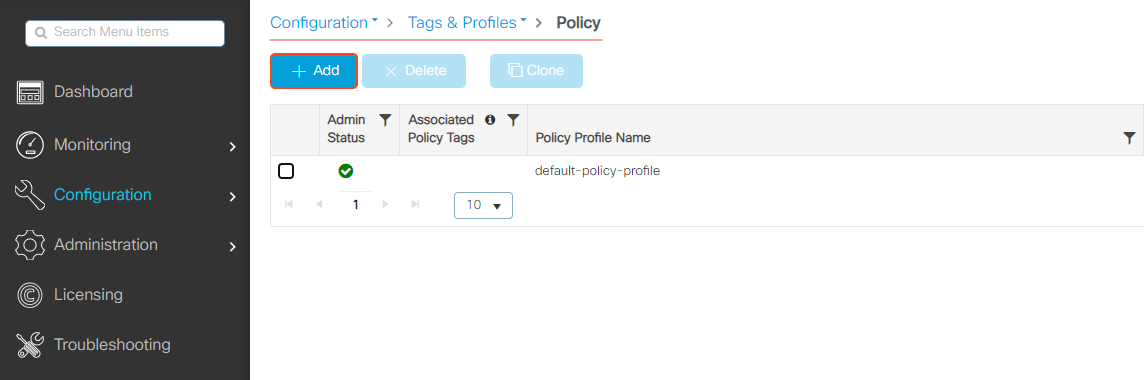 Search Menu Items
Dashboard
Monitoring
Configuration
Administration
Licensing
Troubleshooting
Configuration > Tags & Profiles > Policy
+ Add × Delete Clone
Admin Status
Associated Policy Tags
Policy Profile Name
default-policy-profile
1
10